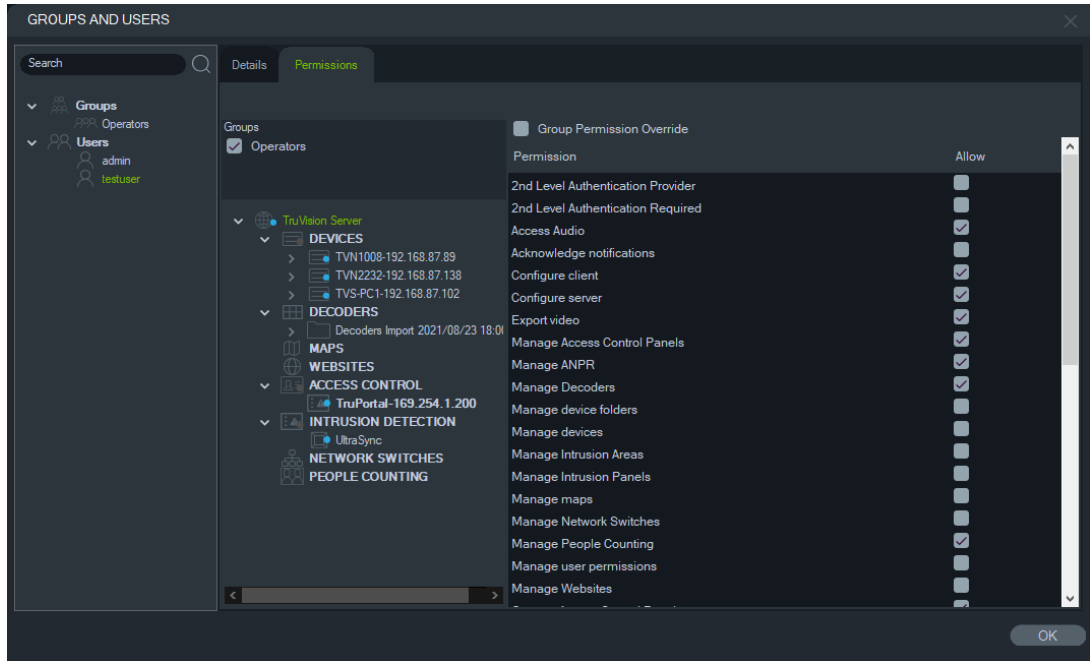 GROUPS AND USERS
Search
Groups
Operators
Users
admin
testuser
Details
Permissions
Groups
Operators
TruVision Server
DEVICES
TVN1008-192.168.87.89
TVN2232-192.168.87.138
TVS-PC1-192.168.87.102
DECODERS
Decoders Import 2021/08/23 18:0
MAPS
WEBSITES
ACCESS CONTROL
TruPortal-169.254.1.200
INTRUSION DETECTION
UltraSync
NETWORK SWITCHES
PEOPLE COUNTING
Group Permission Override
Permission Allow
2nd Level Authentication Provider
2nd Level Authentication Required
Access Audio
Acknowledge notifications
Configure client
Configure server
Export video
Manage Access Control Panels
Manage ANPR
Manage Decoders
Manage device folders
Manage devices
Manage Intrusion Areas
Manage Intrusion Panels
Manage maps
Manage Network Switches
Manage People Counting
Manage user permissions
Manage Websites
OK